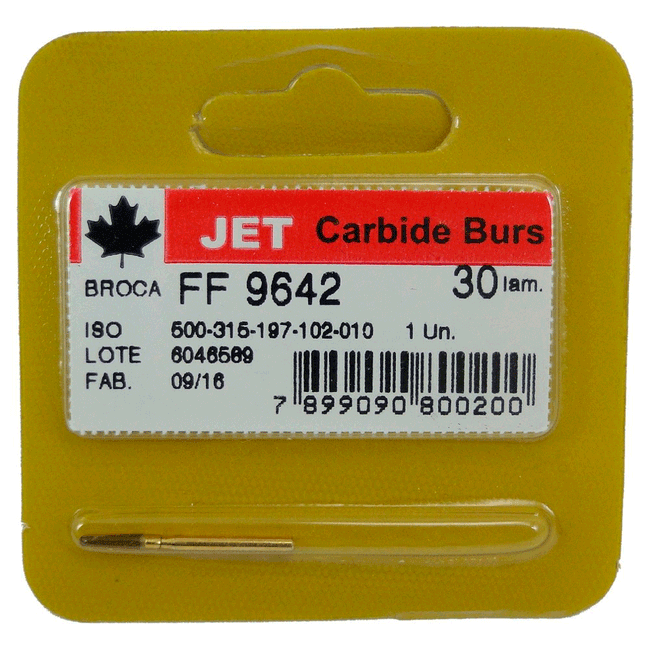 JET Carbide Burs
BROCA FF 9642 30 lam.
ISO 500-315-197-102-010 1 Un.
LOTE 6046569
FAB. 09/16
7 899090 800200